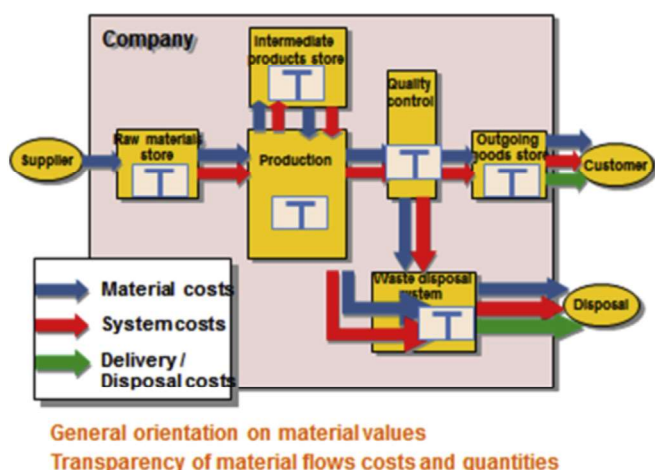 Company
Intermediate
products store
Quality
control
Raw materials
store
Production
Outgoing
goods store
Supplier
Customer
Waste disposal
system
Disposal
Material costs
System costs
Delivery /
Disposal costs
T
T
T
T
T
T
General orientation on material values
Transparency of material flows costs and quantities